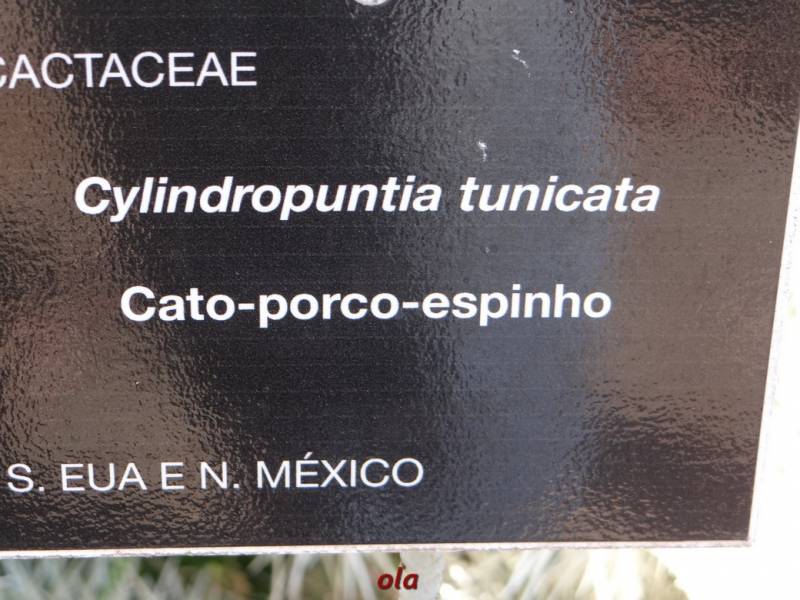 CACTACEAE
Cylindropuntia tunicata
Cato-porco-espinho
S. EUA E N. MÉXICO
ola